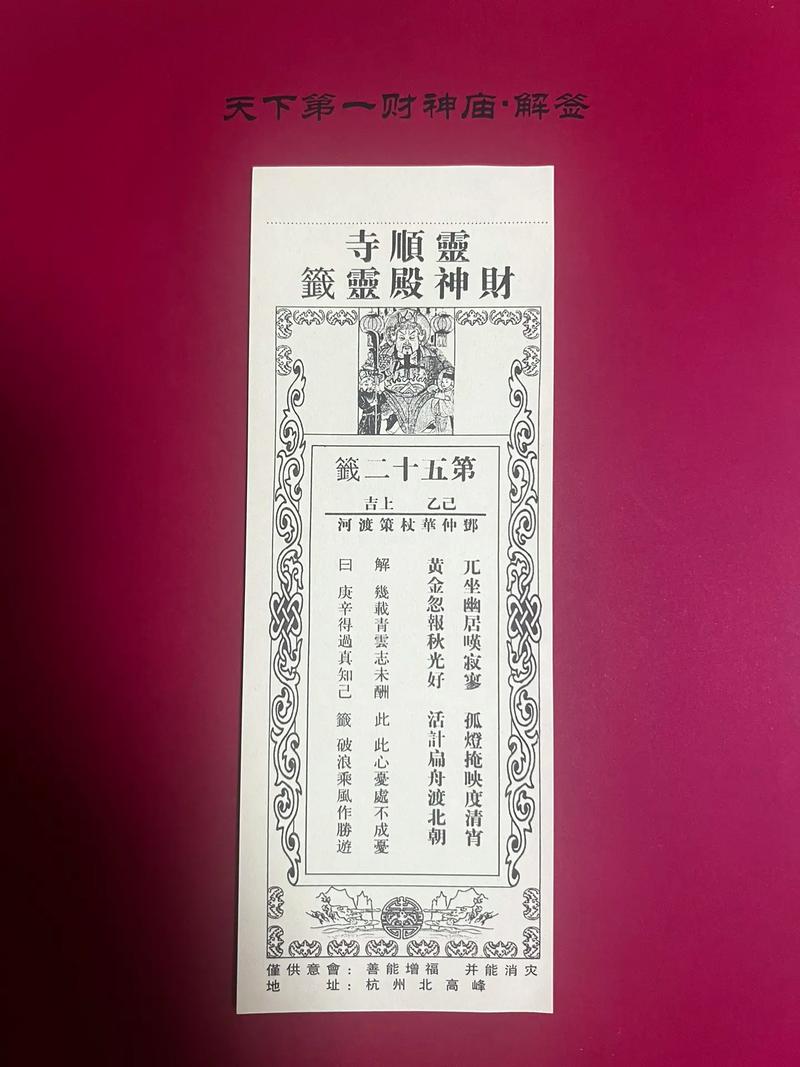 天下第一财神庙·解签
靈順寺
財神殿靈籤
第五十二籤
己乙 上吉
鄧仲華杖策渡河
兀坐幽居嘆寂寥 孤燈掩映度清宵
黃金忽報秋光好 活計扁舟渡北朝
解 幾載青雲志未酬 此 此心憂處不成憂
曰 庚辛得過真知己 籤 破浪乘風作勝遊
僅供意會：善能增福 并能消灾
地 址：杭州北高峰